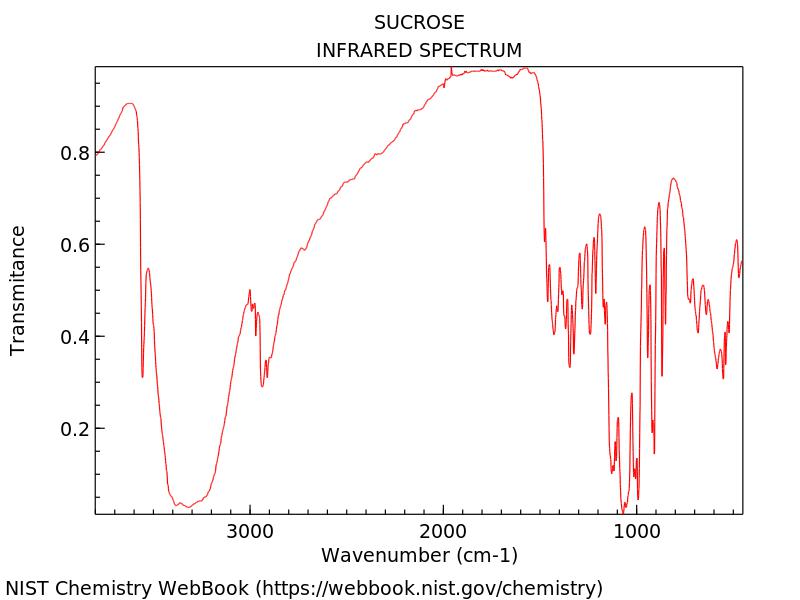 SUCROSE
INFRARED SPECTRUM
Transmitance
0.8
0.6
0.4
0.2
3000 2000 1000
Wavenumber (cm-1)
NIST Chemistry WebBook (https://webbook.nist.gov/chemistry)